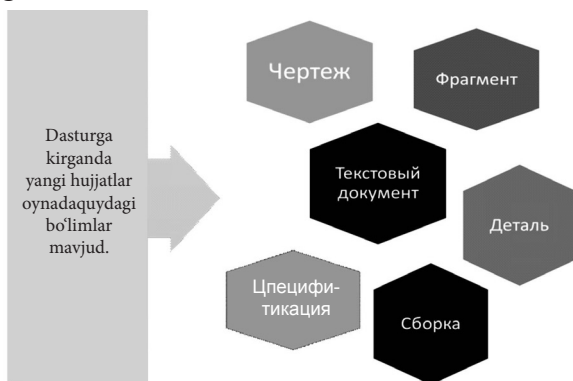 Dasturga
kirganda
yangi hujjatlar
oynadaquydagi
bo‘limlar
mavjud.
Чертеж
Фрагмент
Текстовый
документ
Деталь
Цпецифи-
тикация
Сборка